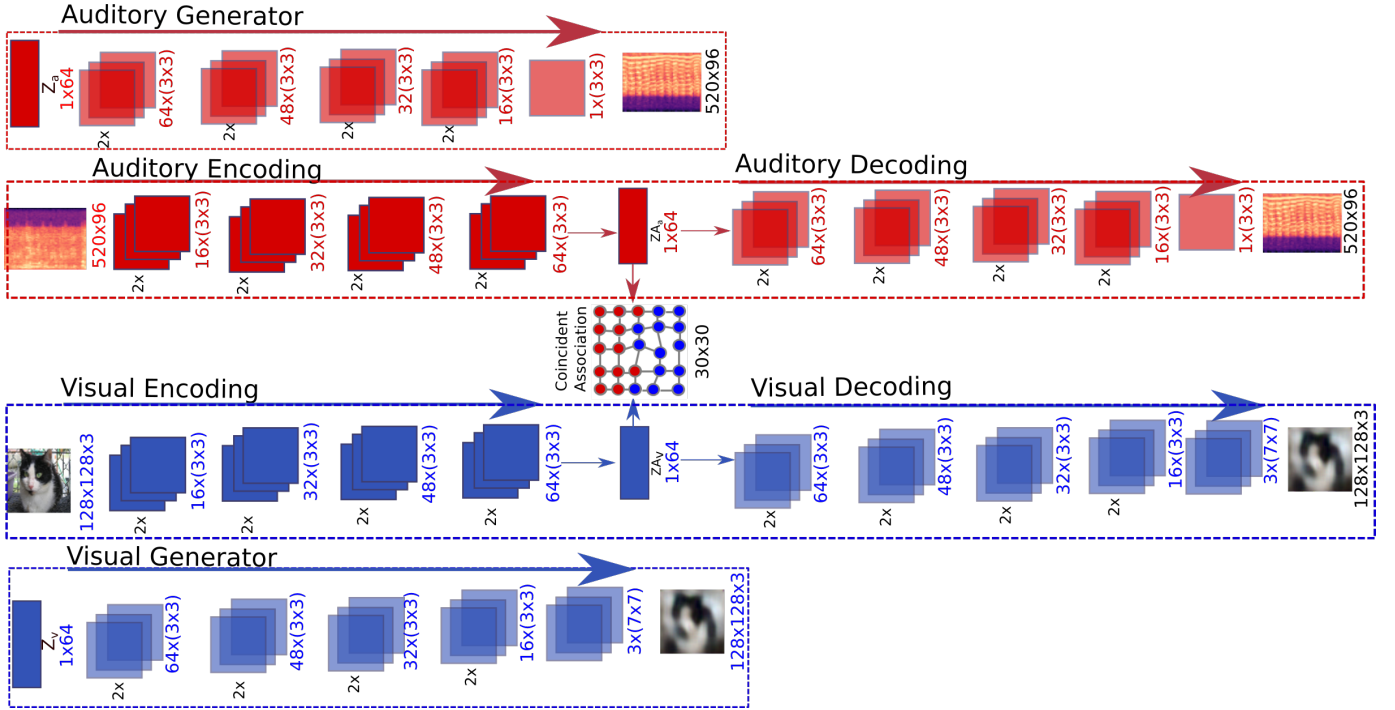 Auditory Generator
Za
1x64
2x
64x(3x3)
2x
48x(3x3)
2x
32(3x3)
2x
16x(3x3)
1x(3x3)
520x96
Auditory Encoding
520x96
2x
16x(3x3)
2x
32x(3x3)
2x
48x(3x3)
2x
64x(3x3)
ZAa
1x64
Auditory Decoding
2x
64x(3x3)
2x
48x(3x3)
2x
32(3x3)
2x
16x(3x3)
1x(3x3)
520x96
Coincident
Association
30x30
Visual Encoding
128x128x3
2x
16x(3x3)
2x
32x(3x3)
2x
48x(3x3)
2x
64x(3x3)
ZAv
1x64
Visual Decoding
2x
64x(3x3)
2x
48x(3x3)
2x
32x(3x3)
2x
16x(3x3)
3x(7x7)
128x128x3
Visual Generator
Zv
1x64
2x
64x(3x3)
2x
48x(3x3)
2x
32x(3x3)
2x
16x(3x3)
3x(7x7)
128x128x3